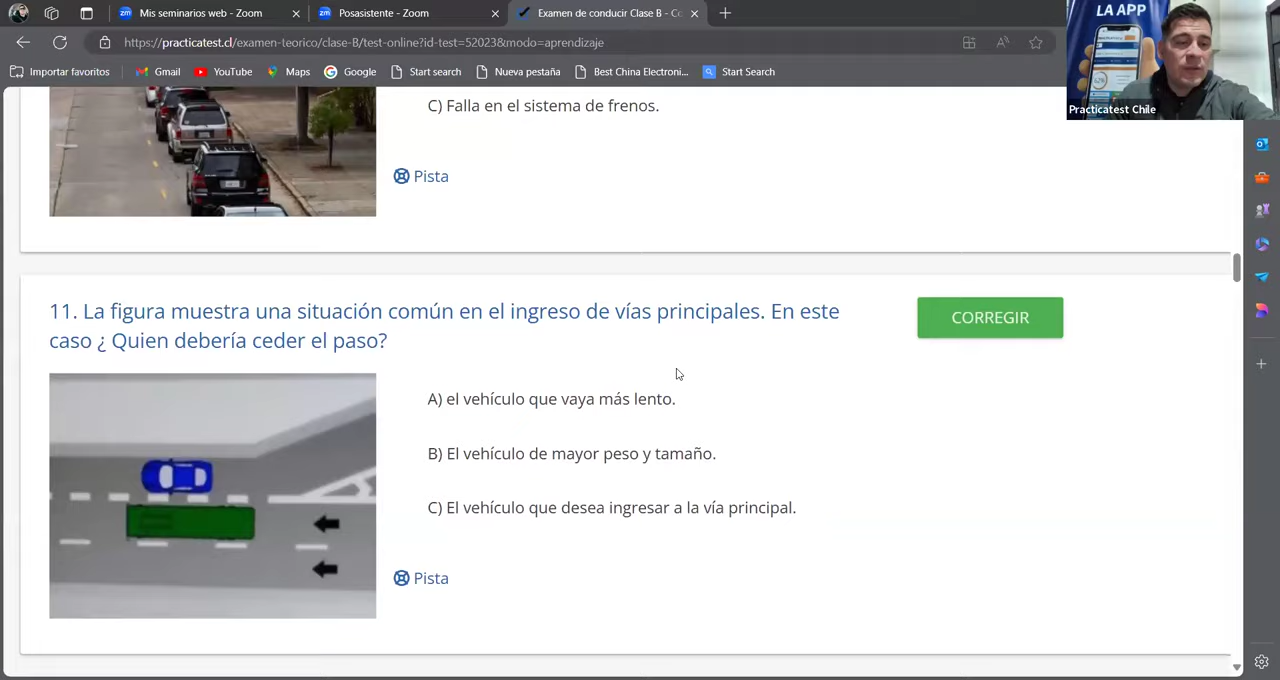 Mis seminarios web - Zoom
Posasistente - Zoom
Examen de conducir Clase B - Co
https://practicatest.cl/examen-teorico/clase-B/test-online?id-test=52023&modo=aprendizaje
Importar favoritos
Gmail
YouTube
Maps
Google
Start search
Nueva pestaña
Best China Electroni...
Start Search
LA APP
Practicatest Chile
C) Falla en el sistema de frenos.
Pista
11. La figura muestra una situación común en el ingreso de vías principales. En este
caso ¿ Quien debería ceder el paso?
CORREGIR
A) el vehículo que vaya más lento.
B) El vehículo de mayor peso y tamaño.
C) El vehículo que desea ingresar a la vía principal.
Pista